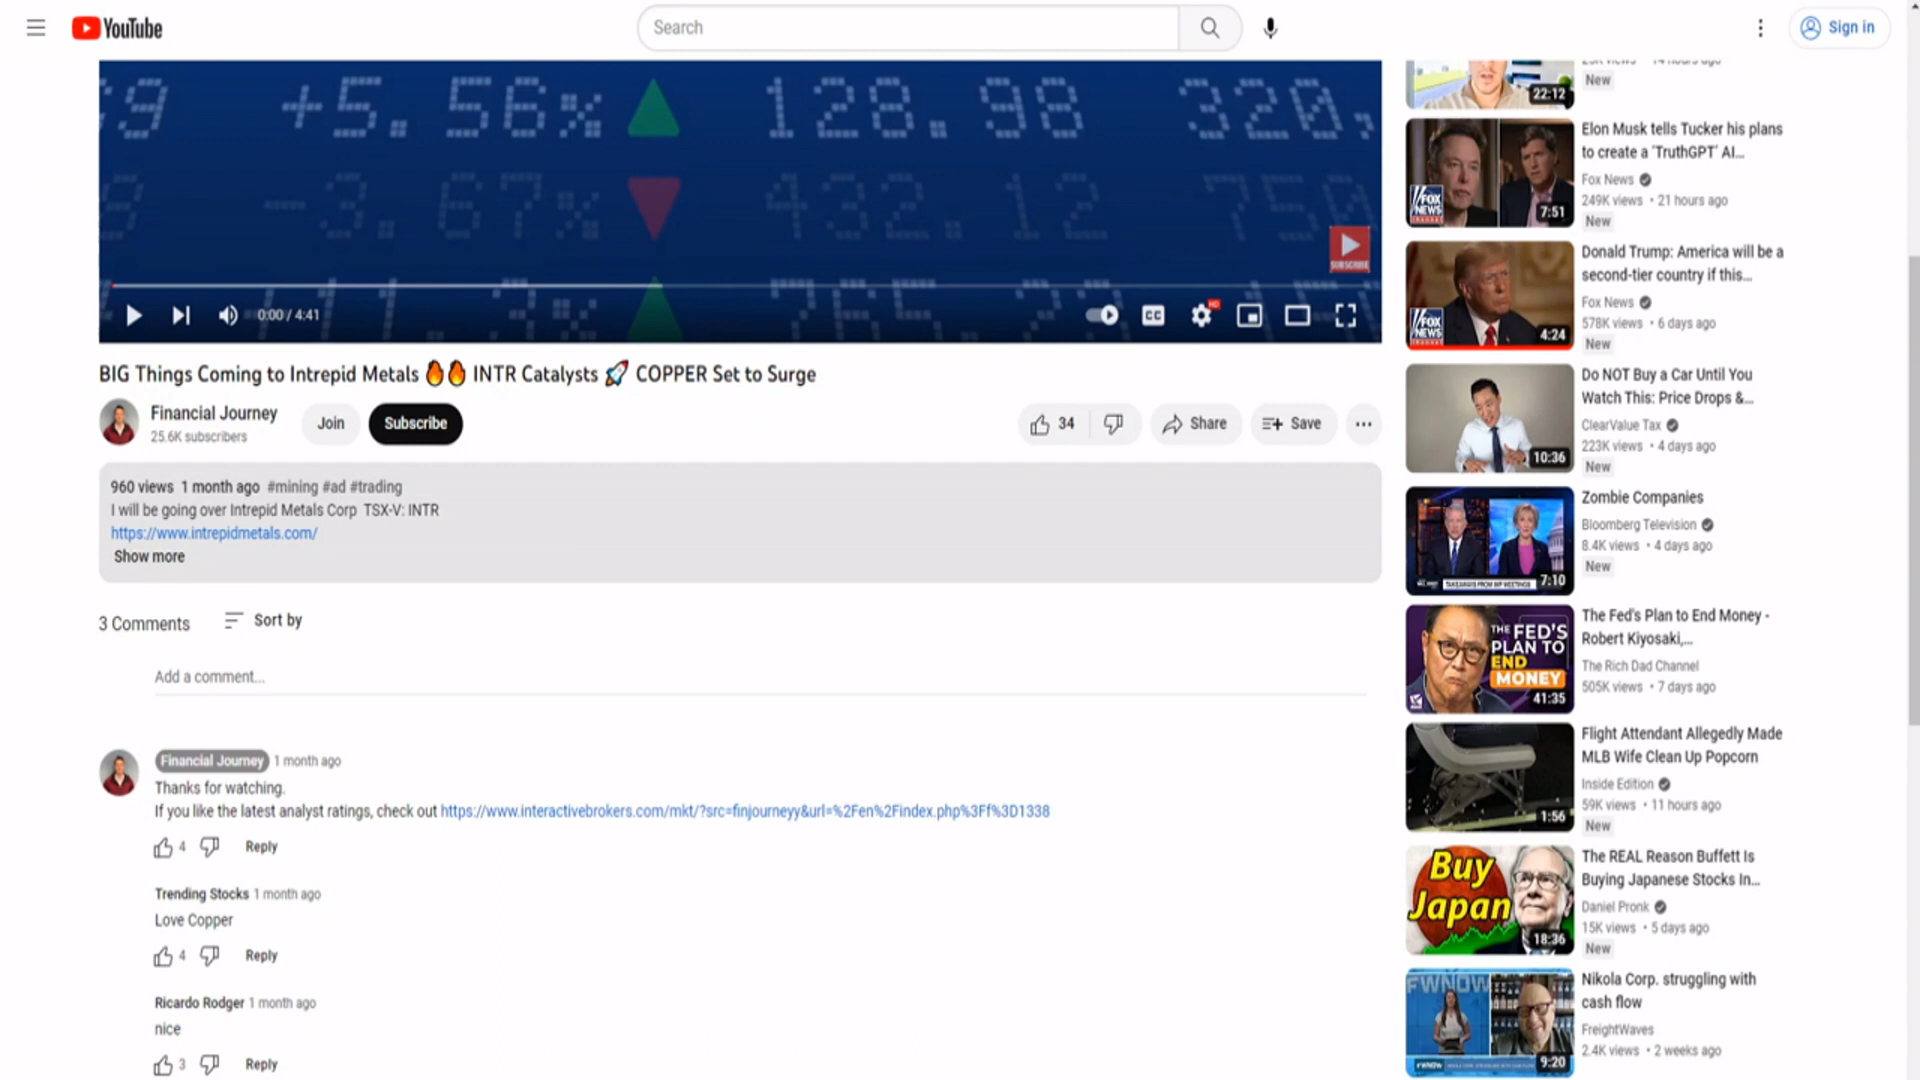 YouTube
Search
Sign in
+5.56%
128.98
320,
-3.67%
432.12
SUBSCRIBE
0:00 / 4:41
CC
HD
BIG Things Coming to Intrepid Metals 🔥🔥 INTR Catalysts 🚀 COPPER Set to Surge
Financial Journey
25.6K subscribers
Join
Subscribe
34
Share
Save
960 views 1 month ago #mining #ad #trading
I will be going over Intrepid Metals Corp TSX-V: INTR
https://www.intrepidmetals.com/
Show more
3 Comments
Sort by
Add a comment...
Financial Journey 1 month ago
Thanks for watching.
If you like the latest analyst ratings, check out https://www.interactivebrokers.com/mkt/?src=finjourneyy&url=%2Fen%2Findex.php%3Ff%3D1338
4
Reply
Trending Stocks 1 month ago
Love Copper
4
Reply
Ricardo Rodger 1 month ago
nice
3
Reply
22:12
New
FOX
NEWS
7:51
Elon Musk tells Tucker his plans
to create a 'TruthGPT' AI...
Fox News
249K views • 21 hours ago
New
FOX
NEWS
4:24
Donald Trump: America will be a
second-tier country if this...
Fox News
578K views • 6 days ago
New
10:36
Do NOT Buy a Car Until You
Watch This: Price Drops &...
ClearValue Tax
223K views • 4 days ago
New
7:10
Zombie Companies
Bloomberg Television
8.4K views • 4 days ago
New
THE FED'S
PLAN TO
END
MONEY
41:35
The Fed's Plan to End Money -
Robert Kiyosaki,...
The Rich Dad Channel
505K views • 7 days ago
1:56
Flight Attendant Allegedly Made
MLB Wife Clean Up Popcorn
Inside Edition
59K views • 11 hours ago
New
Buy
Japan
18:36
The REAL Reason Buffett Is
Buying Japanese Stocks In...
Daniel Pronk
15K views • 5 days ago
New
FWNOW
9:20
Nikola Corp. struggling with
cash flow
FreightWaves
2.4K views • 2 weeks ago